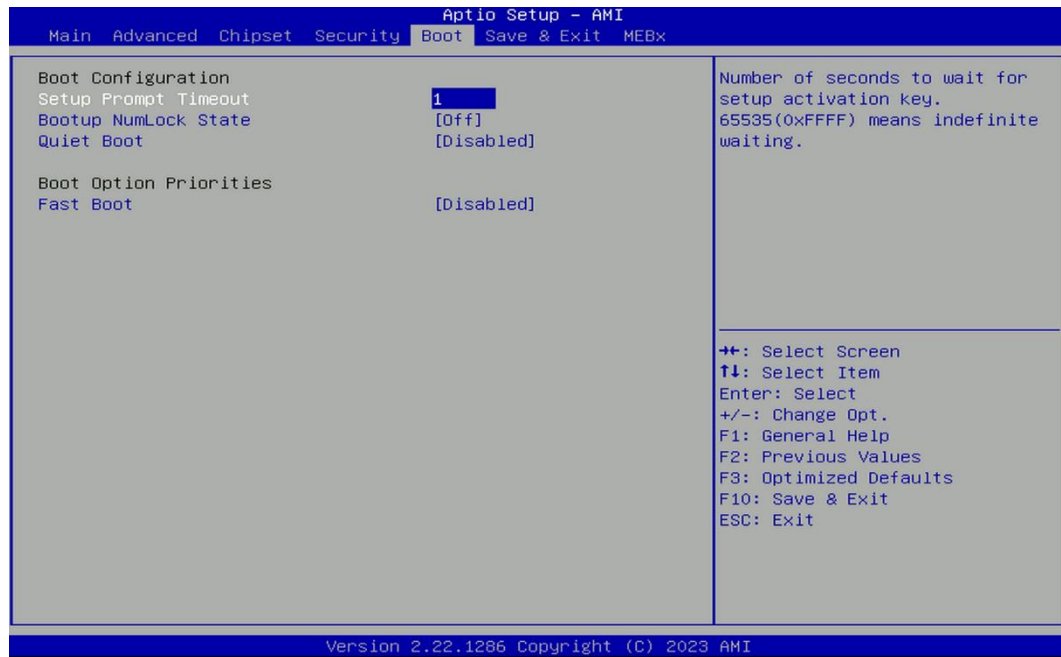 Aptio Setup – AMI
Main Advanced Chipset Security Boot Save & Exit MEBx
Boot Configuration
Setup Prompt Timeout 1
Bootup NumLock State [Off]
Quiet Boot [Disabled]
Boot Option Priorities
Fast Boot [Disabled]
Number of seconds to wait for
setup activation key.
65535(0xFFFF) means indefinite
waiting.
→←: Select Screen
↑↓: Select Item
Enter: Select
+/-: Change Opt.
F1: General Help
F2: Previous Values
F3: Optimized Defaults
F10: Save & Exit
ESC: Exit
Version 2.22.1286 Copyright (C) 2023 AMI